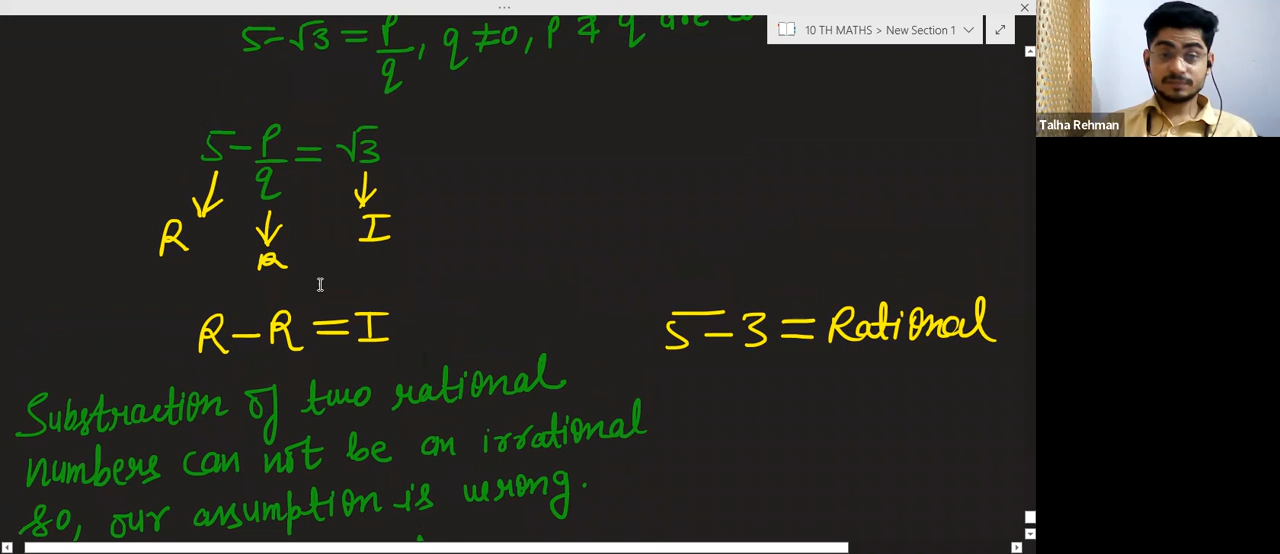 5-√3 = p/q, q ≠0, p & q are
10 TH MATHS > New Section 1
Talha Rehman
5 - p/q = √3
R R I
R - R = I
5 - 3 = Rational
Substraction of two rational
numbers can not be an irrational
so, our assumption is wrong.